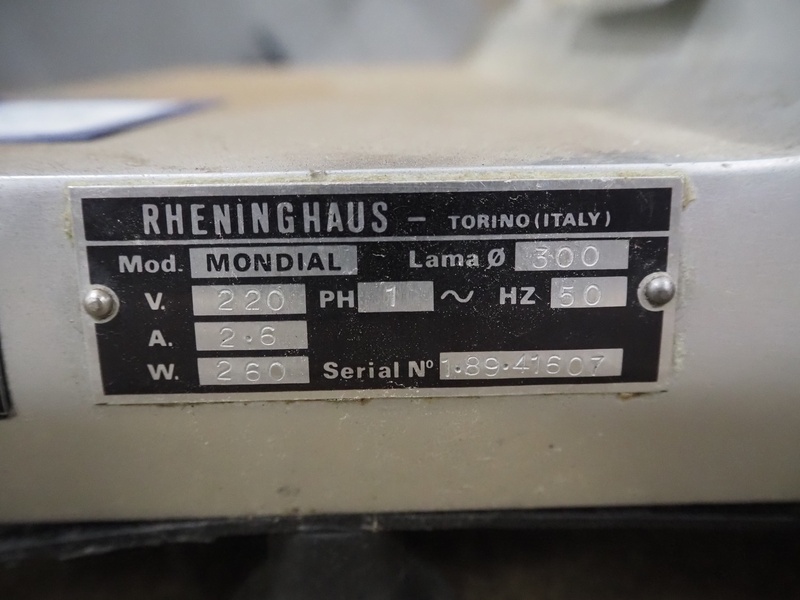 RHENINGHAUS - TORINO (ITALY)
Mod. MONDIAL Lama Ø 300
V. 220 PH 1 ~ HZ 50
A. 2.6
W. 260 Serial Nº 1.89.41607